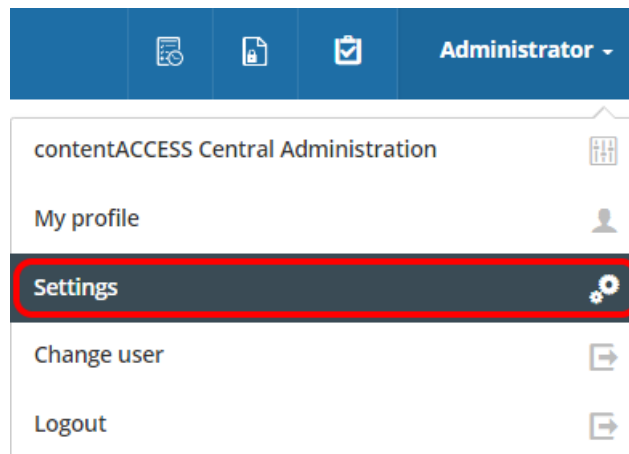 Administrator
contentACCESS Central Administration
My profile
Settings
Change user
Logout